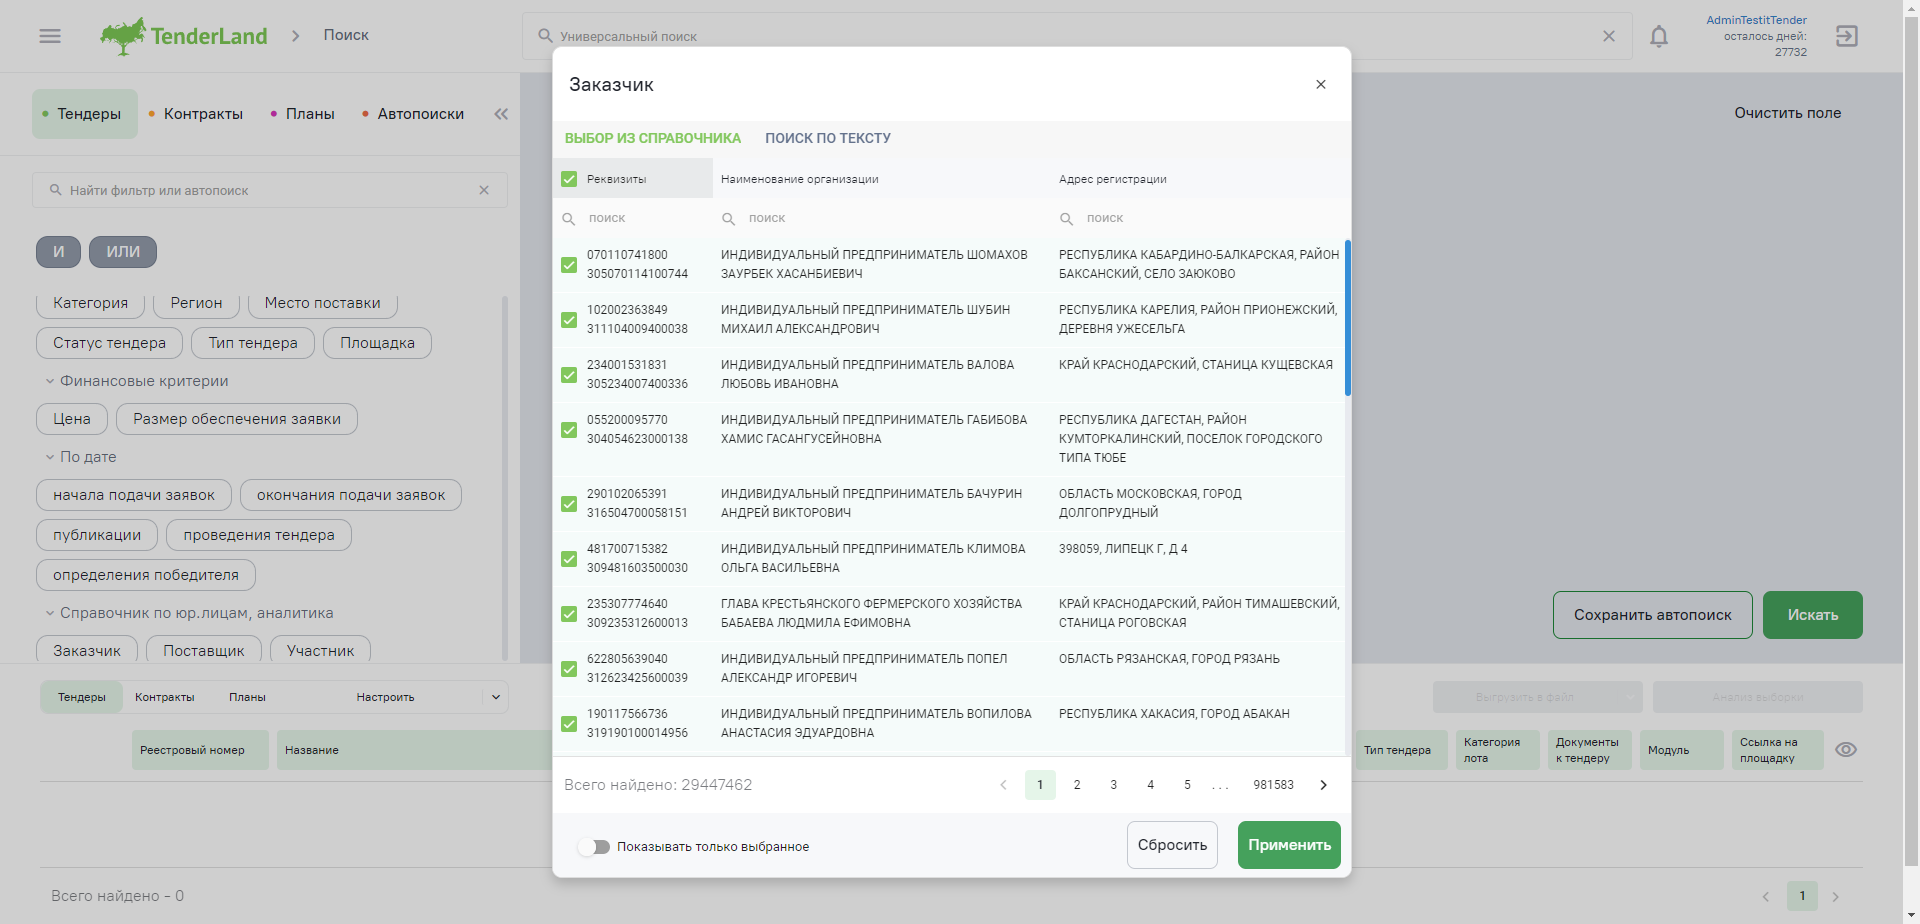 TenderLand
Поиск
Универсальный поиск
AdminTestitTender
осталось дней:
27732
Тендеры
Контракты
Планы
Автопоиски
Очистить поле
Найти фильтр или автопоиск
И
ИЛИ
Категория
Регион
Место поставки
Статус тендера
Тип тендера
Площадка
Финансовые критерии
Цена
Размер обеспечения заявки
По дате
начала подачи заявок
окончания подачи заявок
публикации
проведения тендера
определения победителя
Справочник по юр.лицам, аналитика
Заказчик
Поставщик
Участник
Заказчик
ВЫБОР ИЗ СПРАВОЧНИКА
ПОИСК ПО ТЕКСТУ
Реквизиты
Наименование организации
Адрес регистрации
поиск
поиск
поиск
070110741800
305070114100744
ИНДИВИДУАЛЬНЫЙ ПРЕДПРИНИМАТЕЛЬ ШОМАХОВ
ЗАУРБЕК ХАСАНБИЕВИЧ
РЕСПУБЛИКА КАБАРДИНО-БАЛКАРСКАЯ, РАЙОН
БАКСАНСКИЙ, СЕЛО ЗАЮКОВО
102002363849
311104009400038
ИНДИВИДУАЛЬНЫЙ ПРЕДПРИНИМАТЕЛЬ ШУБИН
МИХАИЛ АЛЕКСАНДРОВИЧ
РЕСПУБЛИКА КАРЕЛИЯ, РАЙОН ПРИОНЕЖСКИЙ,
ДЕРЕВНЯ УЖЕСЕЛЬГА
234001531831
305234007400336
ИНДИВИДУАЛЬНЫЙ ПРЕДПРИНИМАТЕЛЬ ВАЛОВА
ЛЮБОВЬ ИВАНОВНА
КРАЙ КРАСНОДАРСКИЙ, СТАНИЦА КУЩЕВСКАЯ
055200095770
304054623000138
ИНДИВИДУАЛЬНЫЙ ПРЕДПРИНИМАТЕЛЬ ГАБИБОВА
ХАМИС ГАСАНГУСЕЙНОВНА
РЕСПУБЛИКА ДАГЕСТАН, РАЙОН
КУМТОРКАЛИНСКИЙ, ПОСЕЛОК ГОРОДСКОГО
ТИПА ТЮБЕ
290102065391
316504700058151
ИНДИВИДУАЛЬНЫЙ ПРЕДПРИНИМАТЕЛЬ БАЧУРИН
АНДРЕЙ ВИКТОРОВИЧ
ОБЛАСТЬ МОСКОВСКАЯ, ГОРОД
ДОЛГОПРУДНЫЙ
481700715382
309481603500030
ИНДИВИДУАЛЬНЫЙ ПРЕДПРИНИМАТЕЛЬ КЛИМОВА
ОЛЬГА ВАСИЛЬЕВНА
398059, ЛИПЕЦК Г, Д 4
235307774640
309235312600013
ГЛАВА КРЕСТЬЯНСКОГО ФЕРМЕРСКОГО ХОЗЯЙСТВА
БАБАЕВА ЛЮДМИЛА ЕФИМОВНА
КРАЙ КРАСНОДАРСКИЙ, РАЙОН ТИМАШЕВСКИЙ,
СТАНИЦА РОГОВСКАЯ
622805639040
312623425600039
ИНДИВИДУАЛЬНЫЙ ПРЕДПРИНИМАТЕЛЬ ПОПЕЛ
АЛЕКСАНДР ИГОРЕВИЧ
ОБЛАСТЬ РЯЗАНСКАЯ, ГОРОД РЯЗАНЬ
190117566736
319190100014956
ИНДИВИДУАЛЬНЫЙ ПРЕДПРИНИМАТЕЛЬ ВОПИЛОВА
АНАСТАСИЯ ЭДУАРДОВНА
РЕСПУБЛИКА ХАКАСИЯ, ГОРОД АБАКАН
Всего найдено: 29447462
1 2 3 4 5 ... 981583
Показывать только выбранное
Сбросить
Применить
Сохранить автопоиск
Искать
Тендеры
Контракты
Планы
Настроить
Выгрузить в файл
Анализ выборки
Реестровый номер
Название
Тип тендера
Категория
лота
Документы
к тендеру
Модуль
Ссылка на
площадку
Всего найдено - 0
1